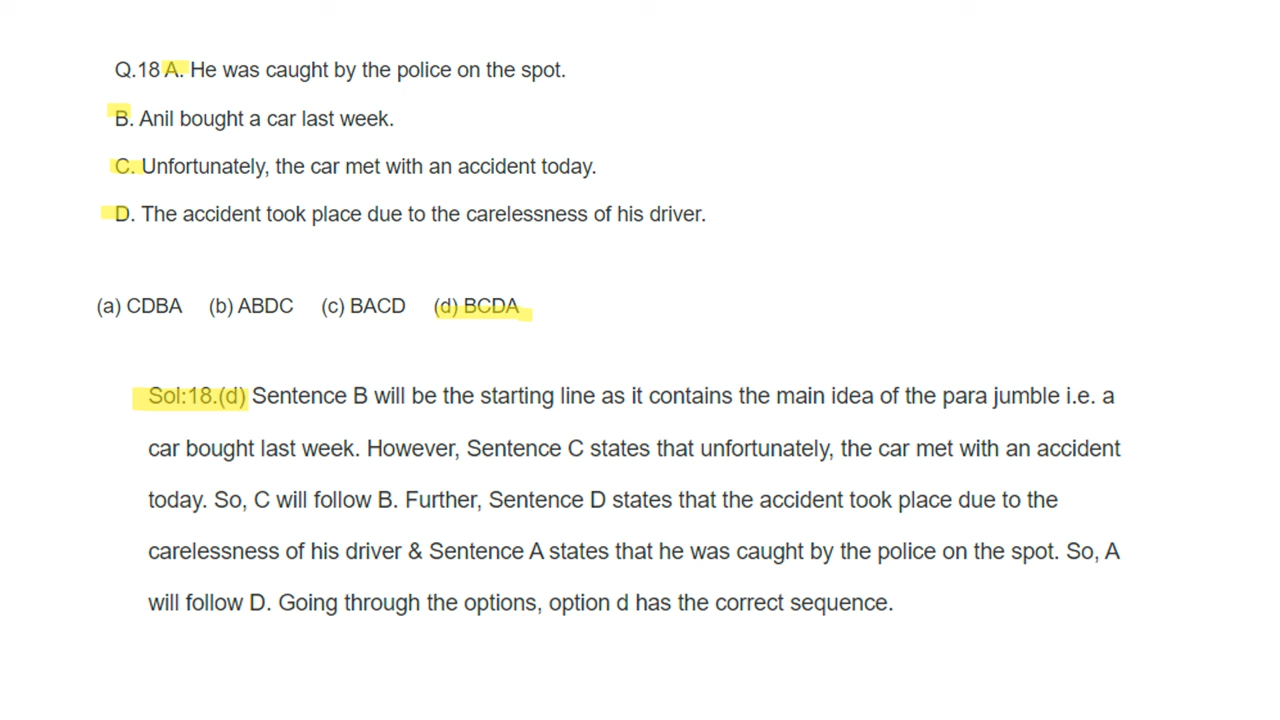 Q.18 A. He was caught by the police on the spot.
B. Anil bought a car last week.
C. Unfortunately, the car met with an accident today.
D. The accident took place due to the carelessness of his driver.
(a) CDBA (b) ABDC (c) BACD (d) BCDA
Sol:18.(d) Sentence B will be the starting line as it contains the main idea of the para jumble i.e. a
car bought last week. However, Sentence C states that unfortunately, the car met with an accident
today. So, C will follow B. Further, Sentence D states that the accident took place due to the
carelessness of his driver & Sentence A states that he was caught by the police on the spot. So, A
will follow D. Going through the options, option d has the correct sequence.